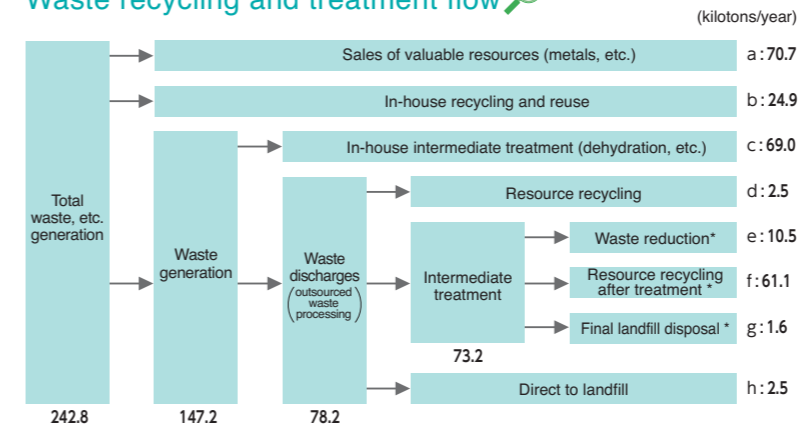 Waste recycling and treatment flow
(kilotons/year)
Sales of valuable resources (metals, etc.)
a:70.7
In-house recycling and reuse
b:24.9
In-house intermediate treatment (dehydration, etc.)
c:69.0
Total
waste, etc.
generation
Waste
generation
Waste
discharges
(outsourced
waste
processing)
Resource recycling
d:2.5
Intermediate
treatment
Waste reduction*
e:10.5
Resource recycling
after treatment *
f:61.1
Final landfill disposal *
g:1.6
73.2
Direct to landfill
h:2.5
242.8
147.2
78.2